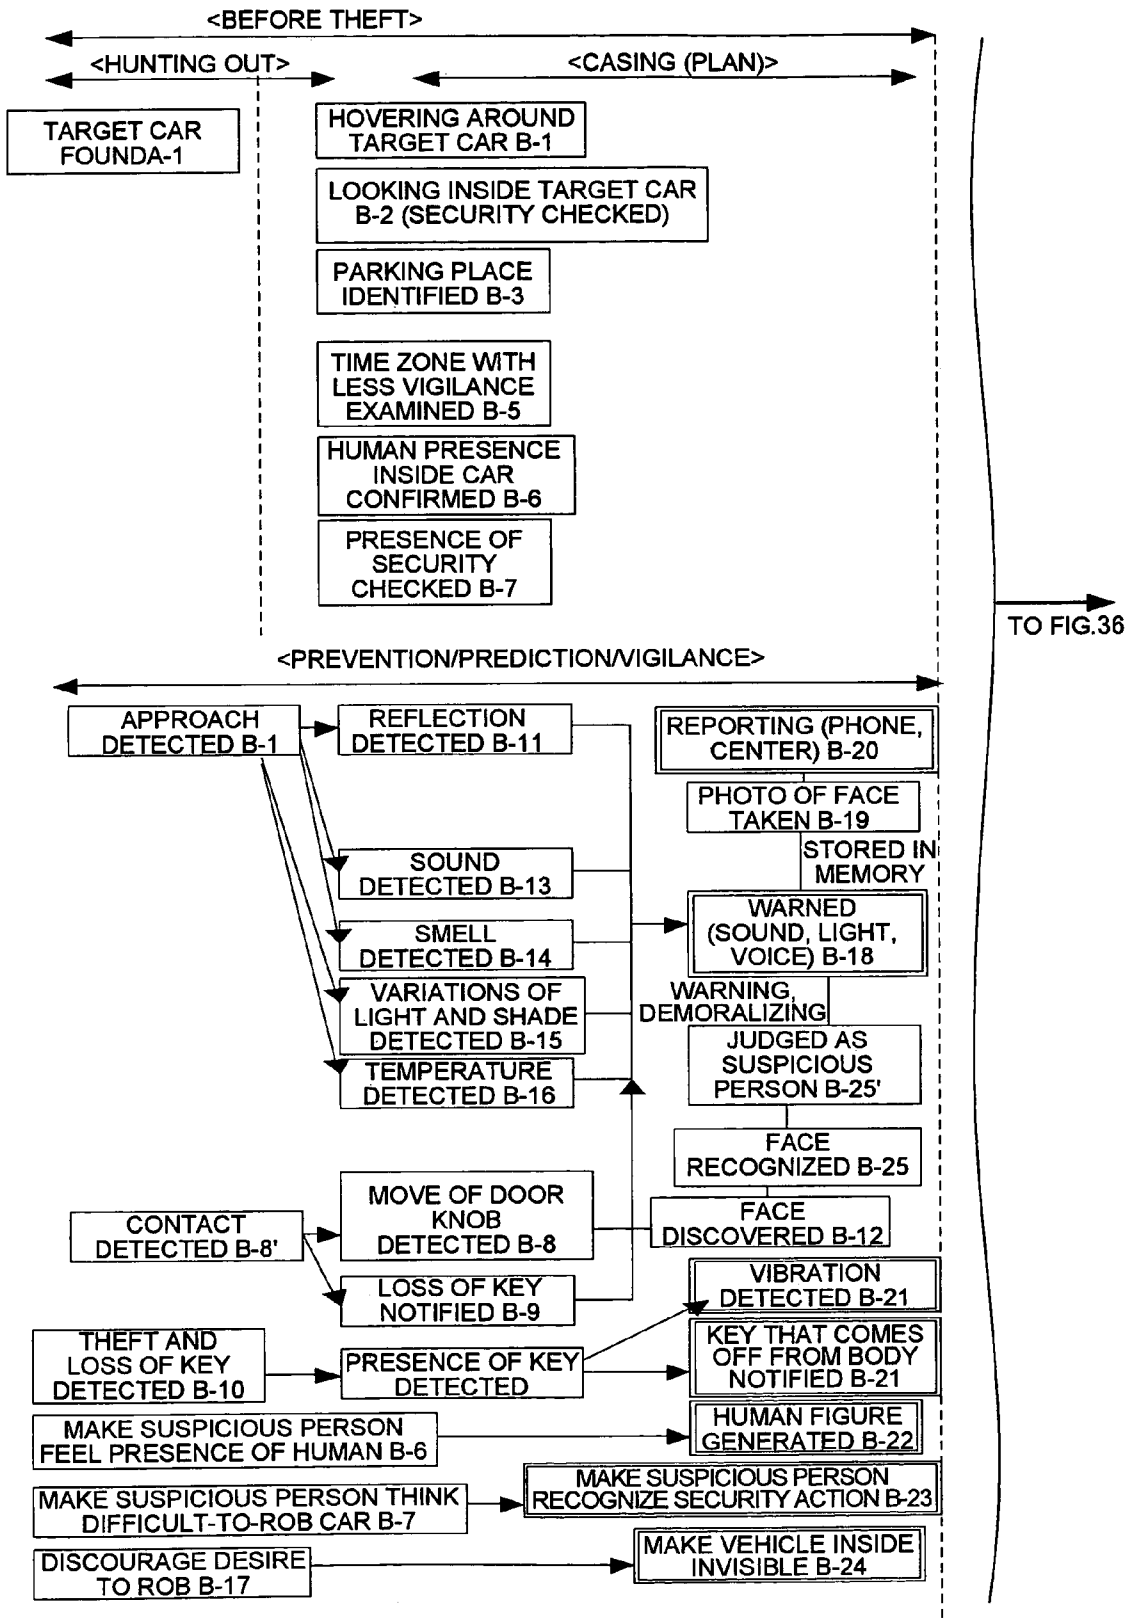 <BEFORE THEFT>
<HUNTING OUT>
<CASING (PLAN)>
TARGET CAR
FOUNDA-1
HOVERING AROUND
TARGET CAR B-1
LOOKING INSIDE TARGET CAR
B-2 (SECURITY CHECKED)
PARKING PLACE
IDENTIFIED B-3
TIME ZONE WITH
LESS VIGILANCE
EXAMINED B-5
HUMAN PRESENCE
INSIDE CAR
CONFIRMED B-6
PRESENCE OF
SECURITY
CHECKED B-7
TO FIG.36
<PREVENTION/PREDICTION/VIGILANCE>
APPROACH
DETECTED B-1
REFLECTION
DETECTED B-11
REPORTING (PHONE,
CENTER) B-20
PHOTO OF FACE
TAKEN B-19
STORED IN
MEMORY
SOUND
DETECTED B-13
SMELL
DETECTED B-14
WARNED
(SOUND, LIGHT,
VOICE) B-18
VARIATIONS OF
LIGHT AND SHADE
DETECTED B-15
WARNING,
DEMORALIZING
TEMPERATURE
DETECTED B-16
JUDGED AS
SUSPICIOUS
PERSON B-25'
FACE
RECOGNIZED B-25
CONTACT
DETECTED B-8'
MOVE OF DOOR
KNOB
DETECTED B-8
FACE
DISCOVERED B-12
LOSS OF KEY
NOTIFIED B-9
VIBRATION
DETECTED B-21
THEFT AND
LOSS OF KEY
DETECTED B-10
PRESENCE OF KEY
DETECTED
KEY THAT COMES
OFF FROM BODY
NOTIFIED B-21
MAKE SUSPICIOUS PERSON
FEEL PRESENCE OF HUMAN B-6
HUMAN FIGURE
GENERATED B-22
MAKE SUSPICIOUS PERSON THINK
DIFFICULT-TO-ROB CAR B-7
MAKE SUSPICIOUS PERSON
RECOGNIZE SECURITY ACTION B-23
DISCOURAGE DESIRE
TO ROB B-17
MAKE VEHICLE INSIDE
INVISIBLE B-24